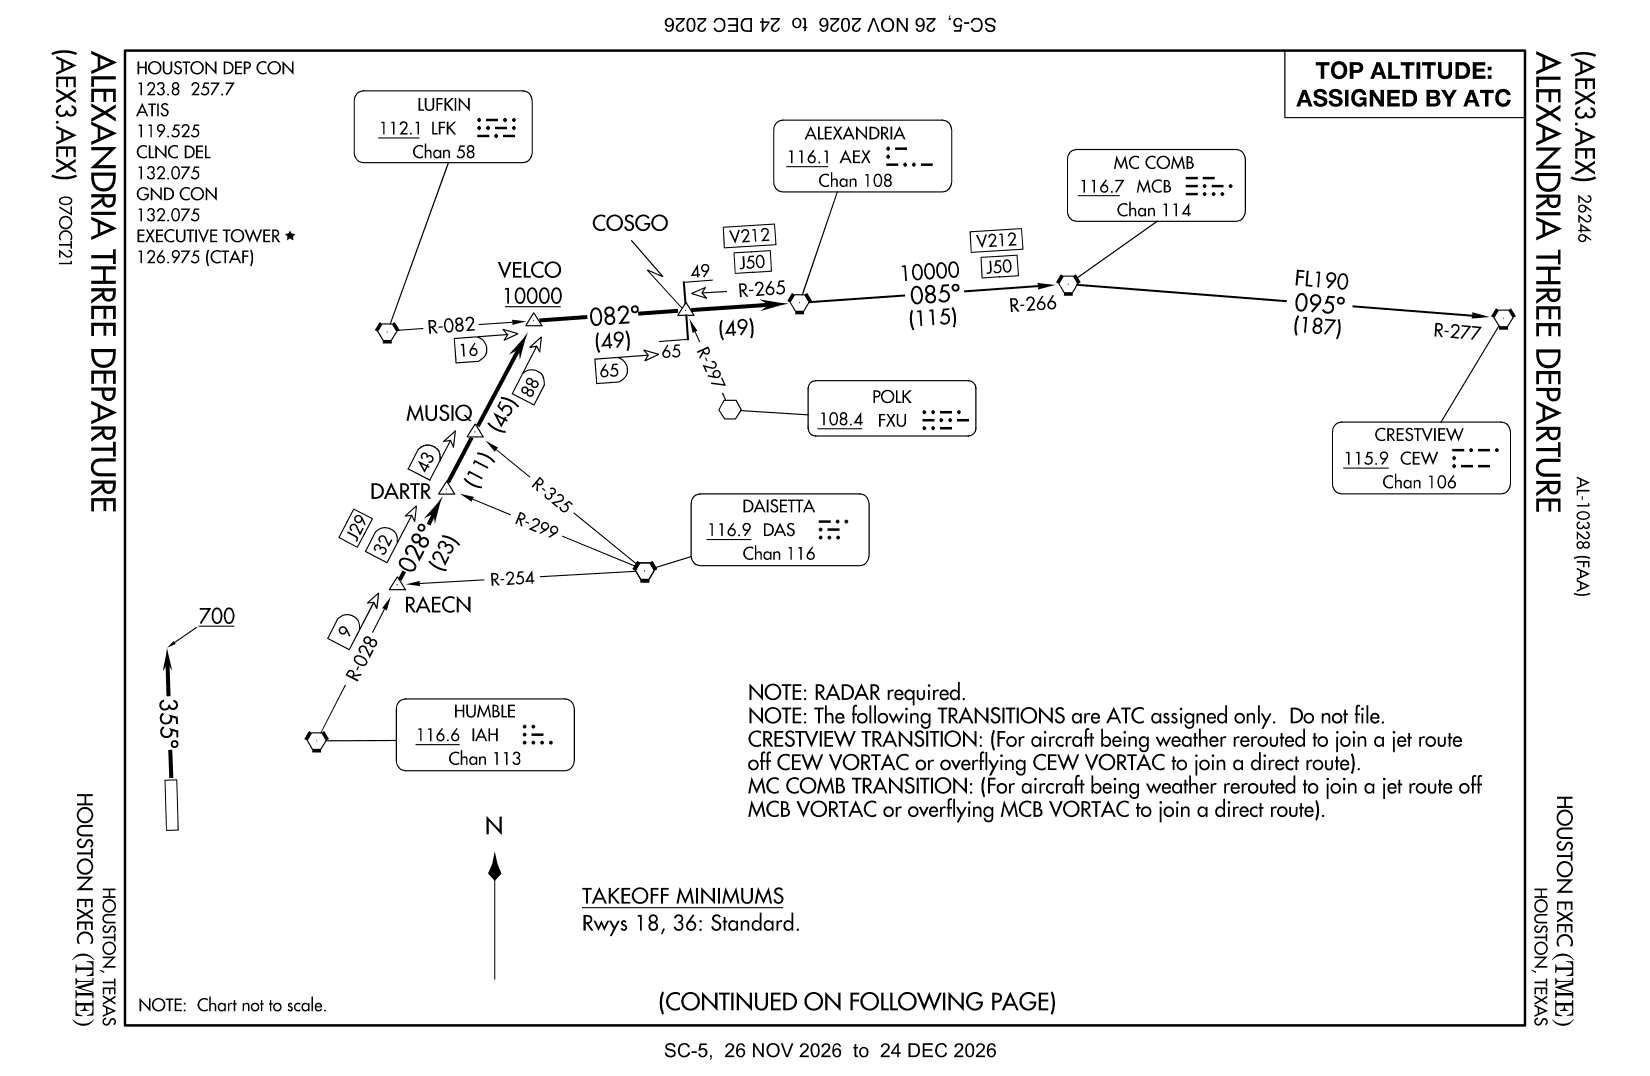 SC-5, 26 NOV 2026 to 24 DEC 2026
(AEX3.AEX) 07OCT21
ALEXANDRIA THREE DEPARTURE
HOUSTON EXEC (TME)
HOUSTON, TEXAS
HOUSTON DEP CON
123.8 257.7
ATIS
119.525
CLNC DEL
132.075
GND CON
132.075
EXECUTIVE TOWER ★
126.975 (CTAF)
TOP ALTITUDE:
ASSIGNED BY ATC
LUFKIN
112.1 LFK
Chan 58
ALEXANDRIA
116.1 AEX
Chan 108
MC COMB
116.7 MCB
Chan 114
COSGO
VELCO
10000
R-082
16
082°
(49)
65
65
49
R-265
V212
J50
(49)
R-297
10000
085°
(115)
V212
J50
R-266
FL190
095°
(187)
R-277
POLK
108.4 FXU
CRESTVIEW
115.9 CEW
Chan 106
MUSIQ
88
(45)
43
(11)
DARTR
R-325
R-299
J29
32
028°
(23)
R-254
RAECN
DAISETTA
116.9 DAS
Chan 116
9
R-028
HUMBLE
116.6 IAH
Chan 113
700
355°
NOTE: RADAR required.
NOTE: The following TRANSITIONS are ATC assigned only. Do not file.
CRESTVIEW TRANSITION: (For aircraft being weather rerouted to join a jet route
off CEW VORTAC or overflying CEW VORTAC to join a direct route).
MC COMB TRANSITION: (For aircraft being weather rerouted to join a jet route off
MCB VORTAC or overflying MCB VORTAC to join a direct route).
N
TAKEOFF MINIMUMS
Rwys 18, 36: Standard.
NOTE: Chart not to scale.
(CONTINUED ON FOLLOWING PAGE)
(AEX3.AEX) 26246
ALEXANDRIA THREE DEPARTURE
AL-10328 (FAA)
HOUSTON EXEC (TME)
HOUSTON, TEXAS
SC-5, 26 NOV 2026 to 24 DEC 2026